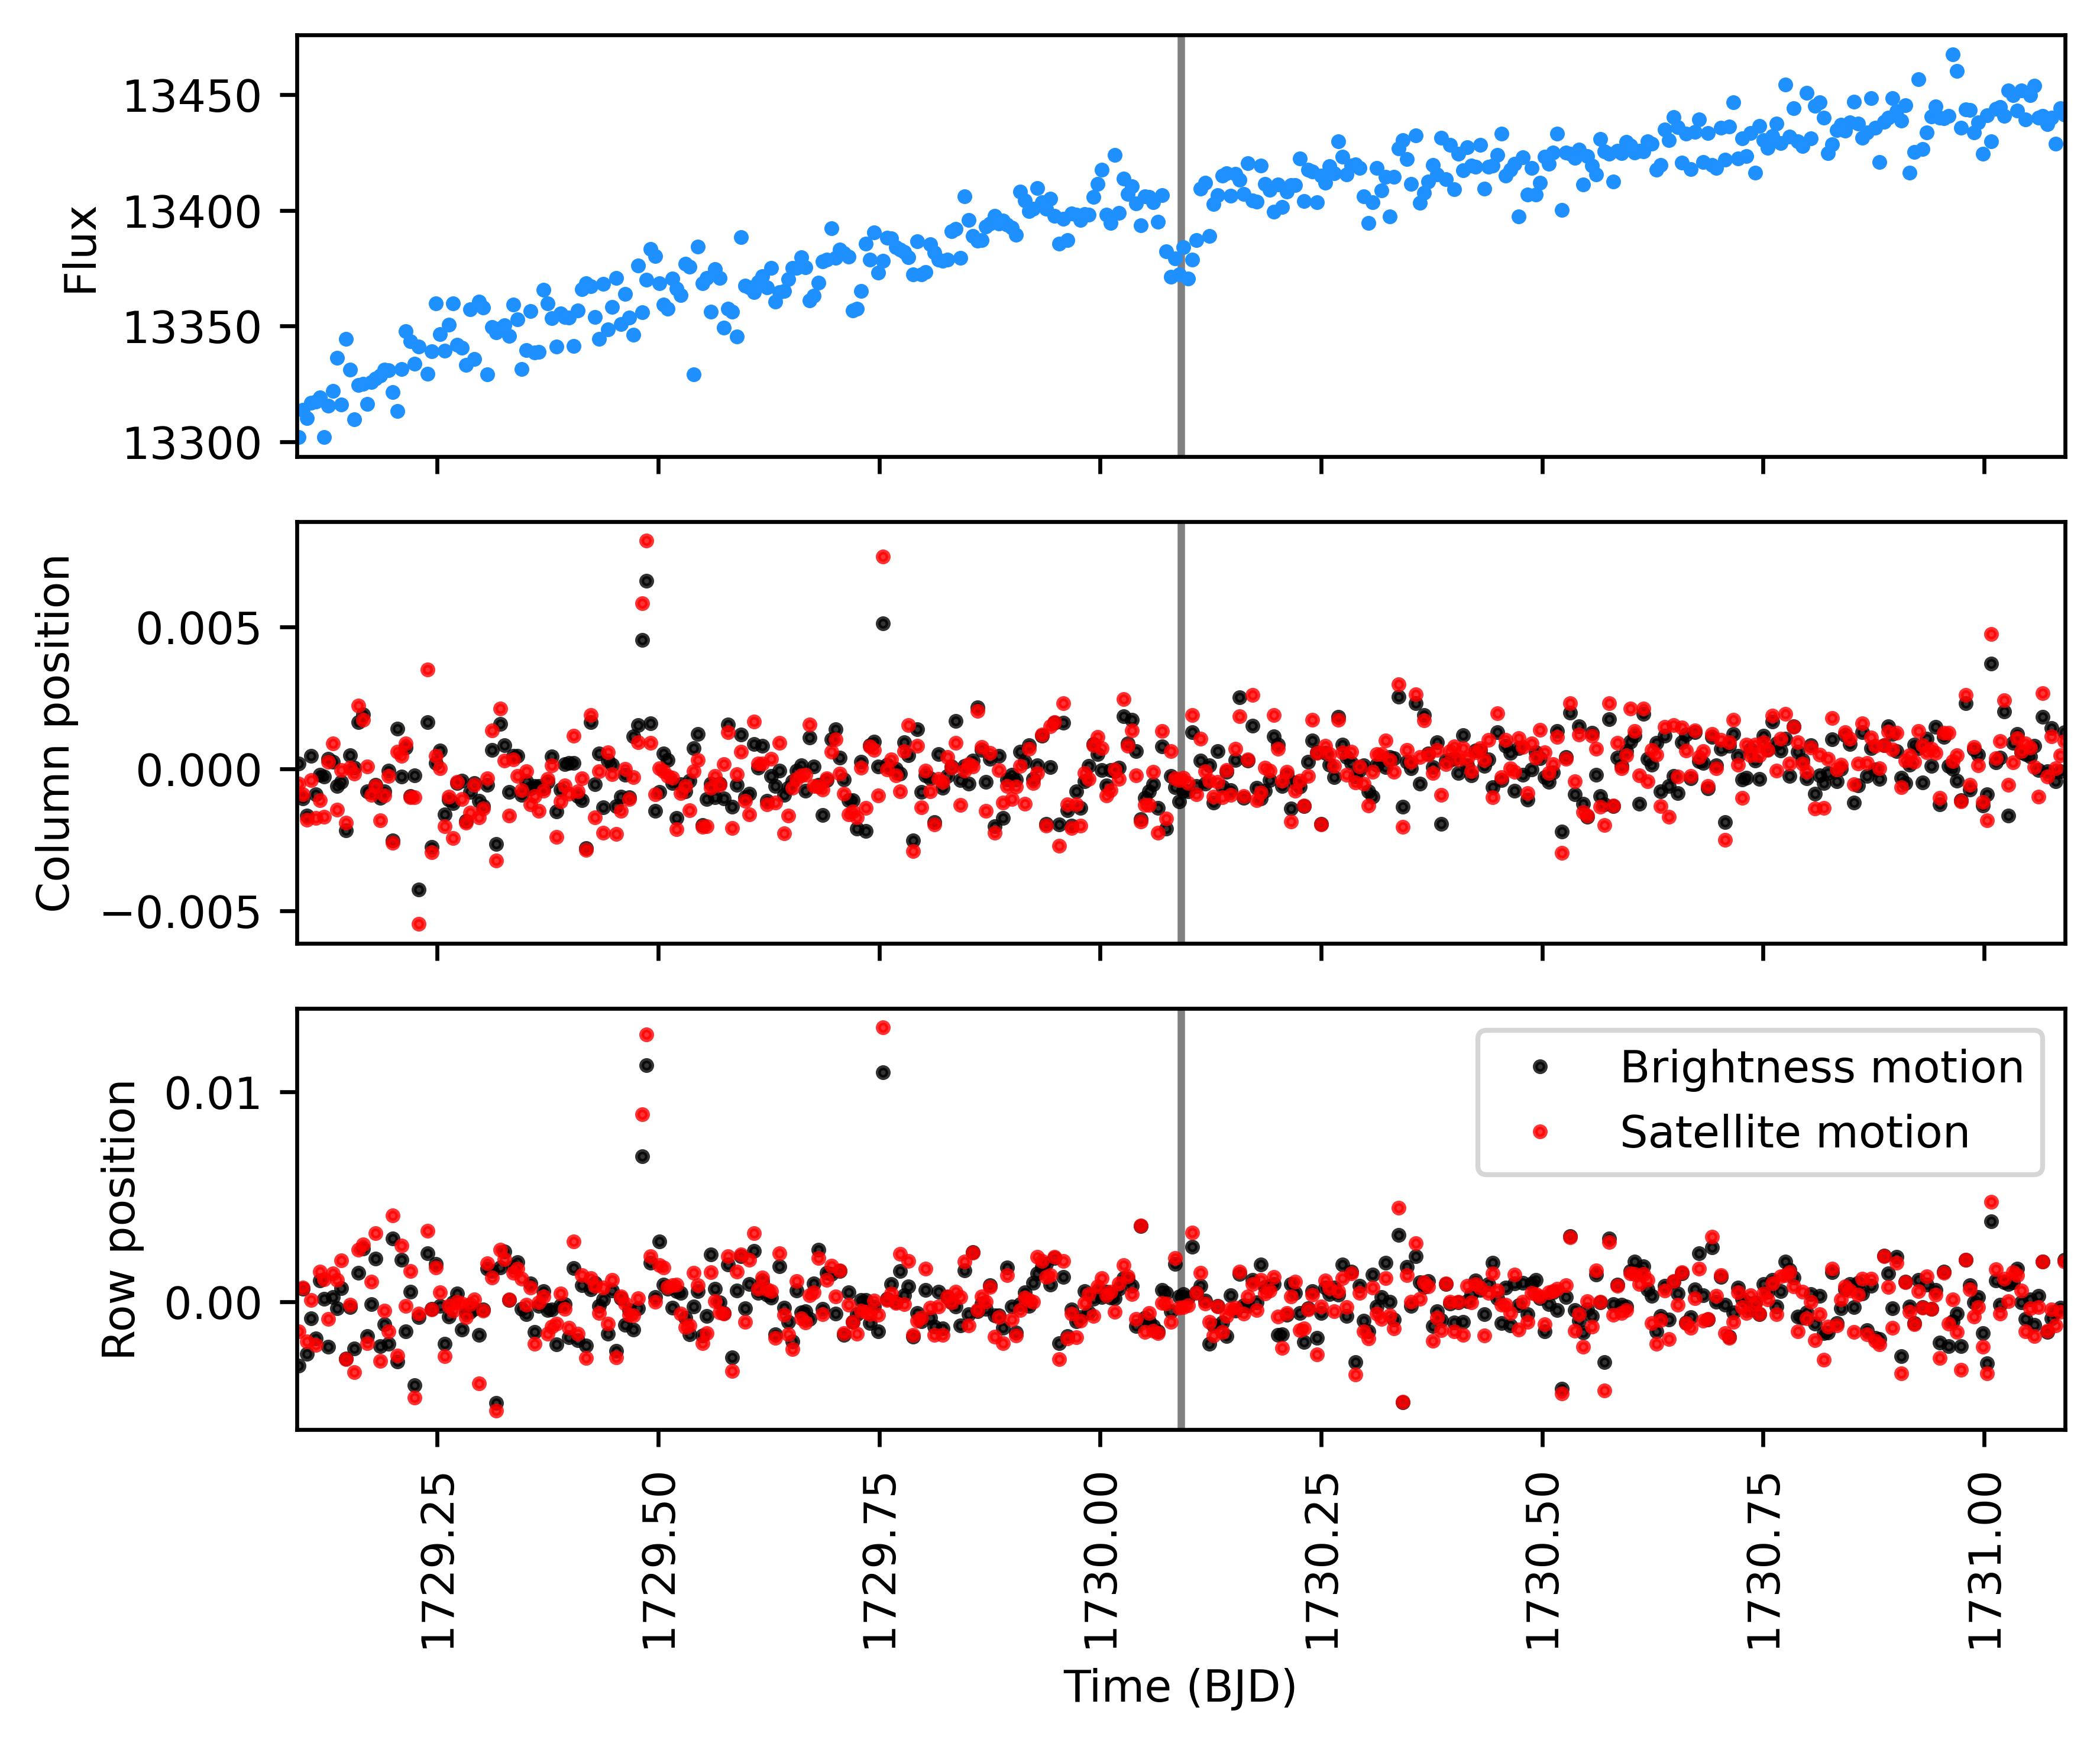 Flux
13450
13400
13350
13300
Column position
0.005
0.000
−0.005
Row position
0.01
0.00
Brightness motion
Satellite motion
1729.25
1729.50
1729.75
1730.00
1730.25
1730.50
1730.75
1731.00
Time (BJD)